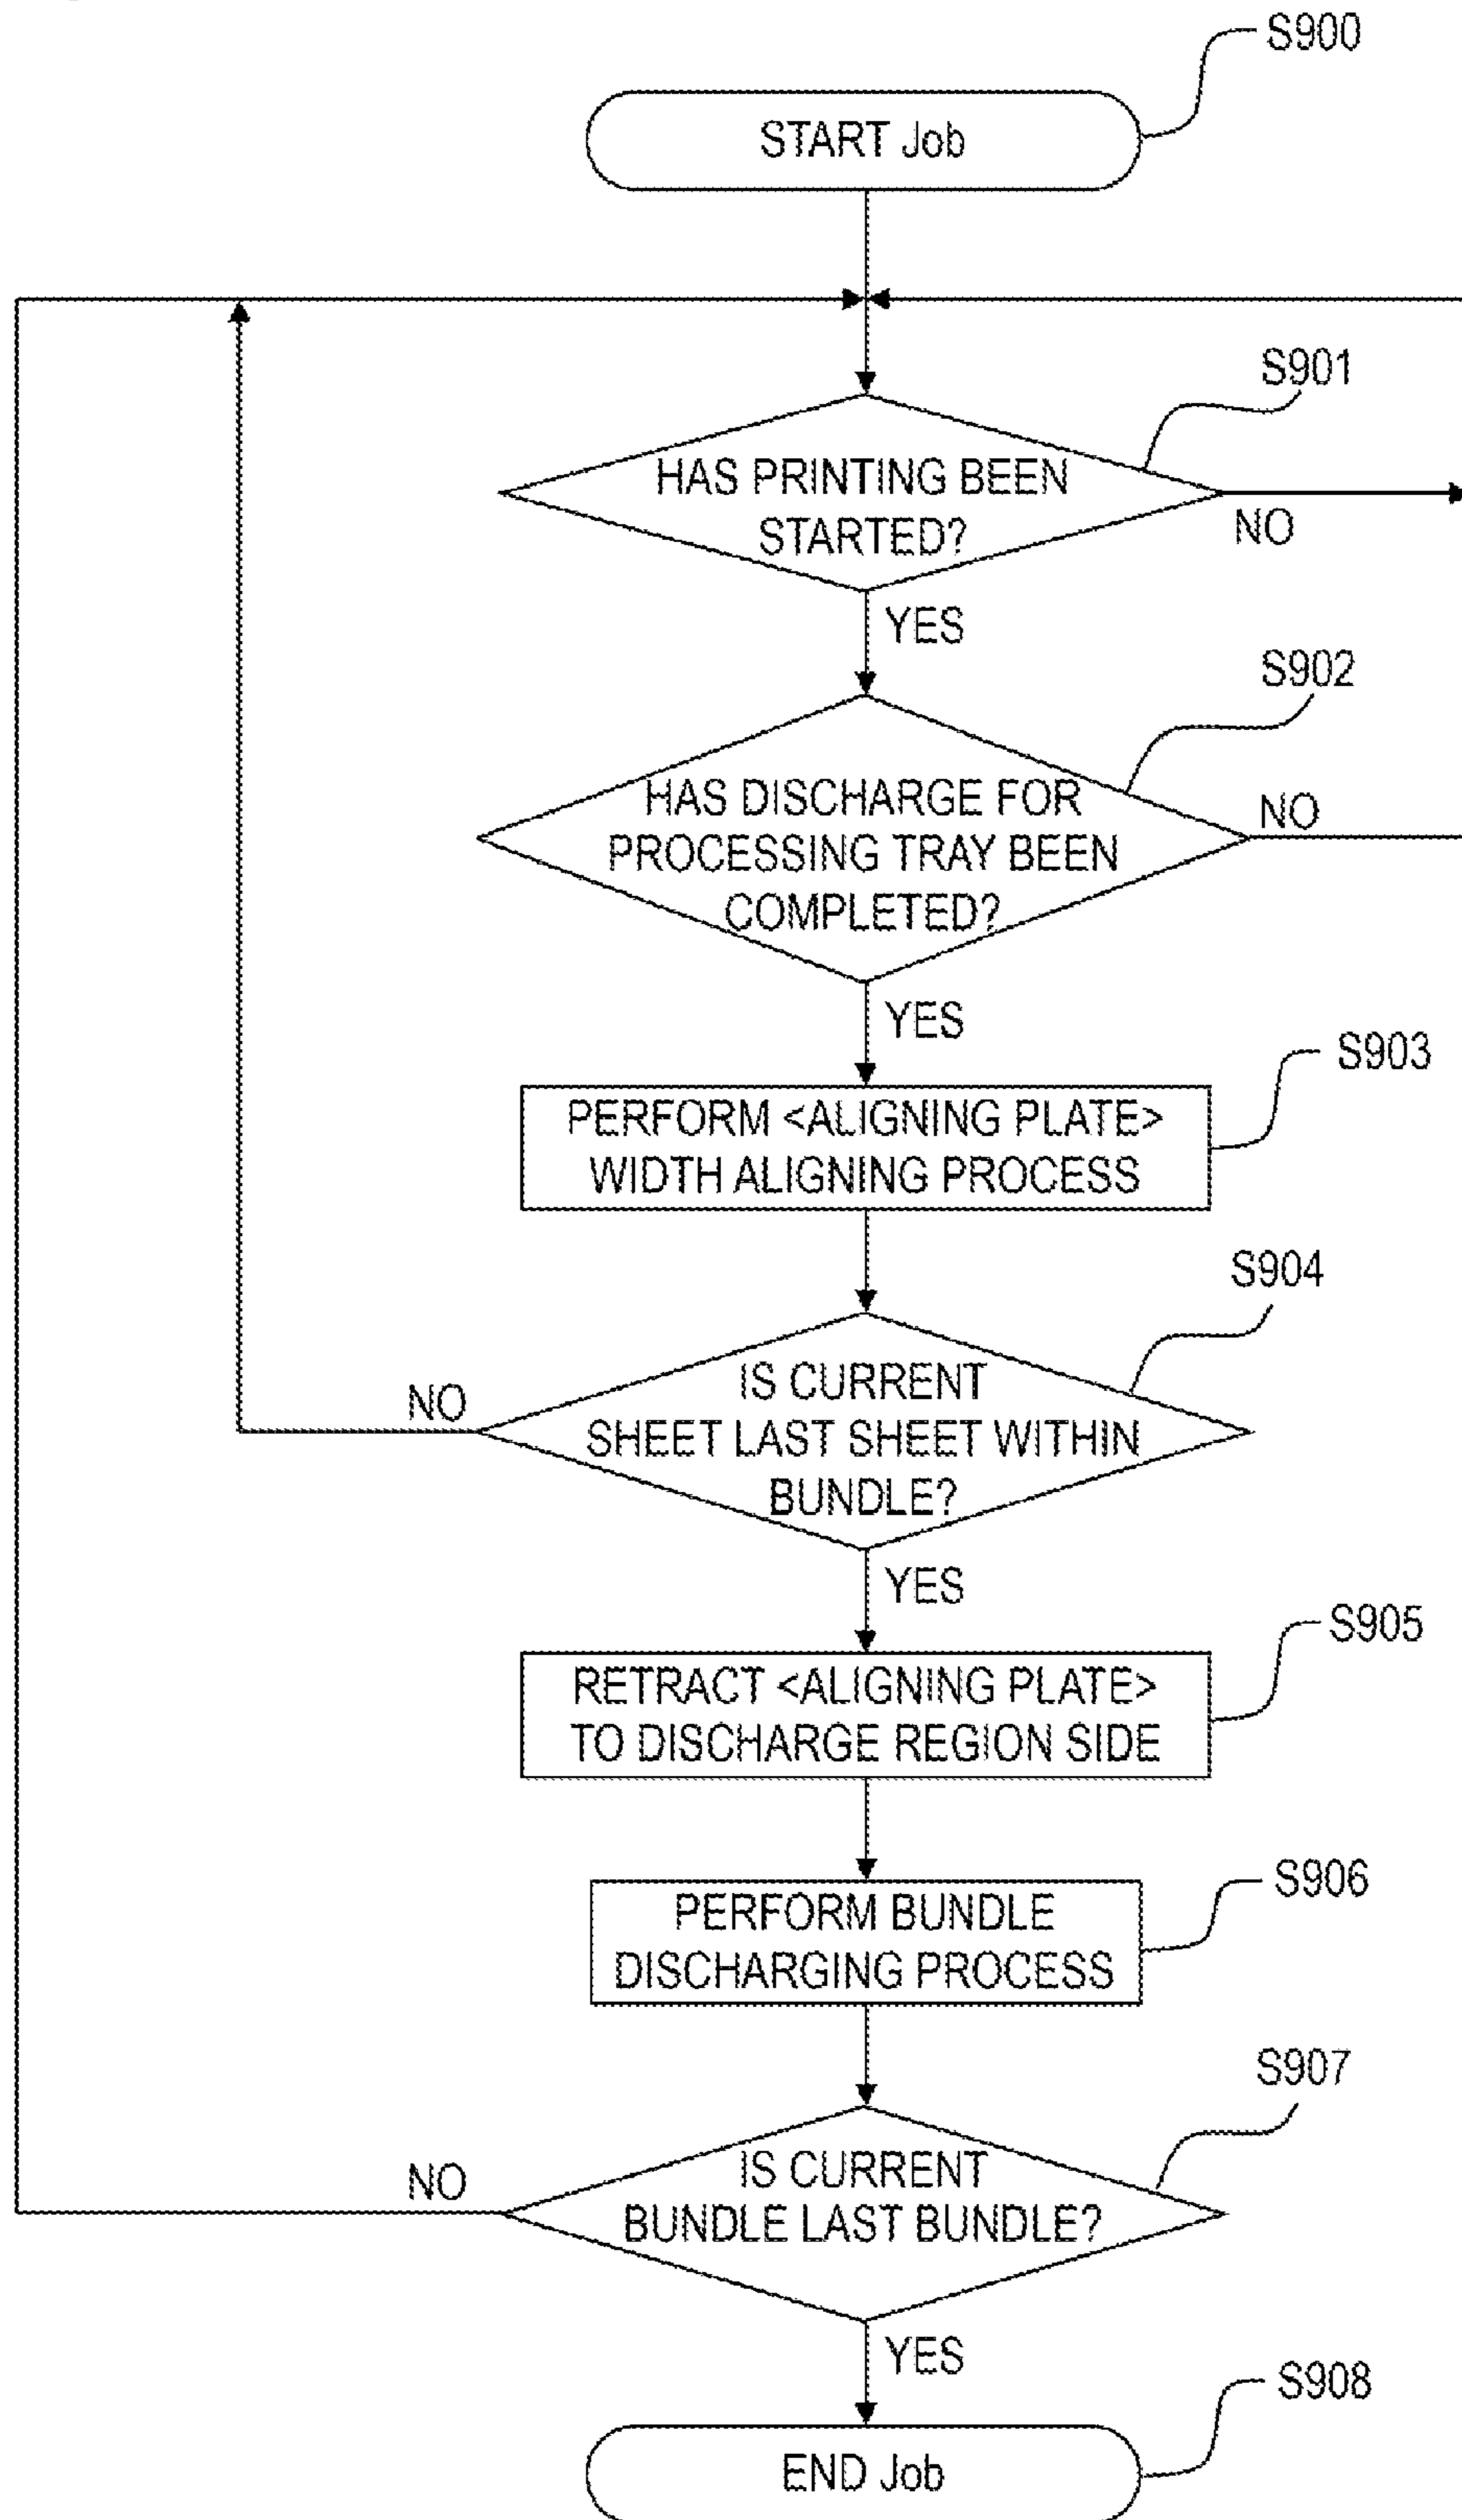 S900
START Job
S901
HAS PRINTING BEEN
STARTED?
NO
YES
S902
HAS DISCHARGE FOR
PROCESSING TRAY BEEN
COMPLETED?
NO
YES
S903
PERFORM <ALIGNING PLATE>
WIDTH ALIGNING PROCESS
S904
IS CURRENT
SHEET LAST SHEET WITHIN
BUNDLE?
NO
YES
S905
RETRACT <ALIGNING PLATE>
TO DISCHARGE REGION SIDE
S906
PERFORM BUNDLE
DISCHARGING PROCESS
S907
IS CURRENT
BUNDLE LAST BUNDLE?
NO
YES
S908
END Job